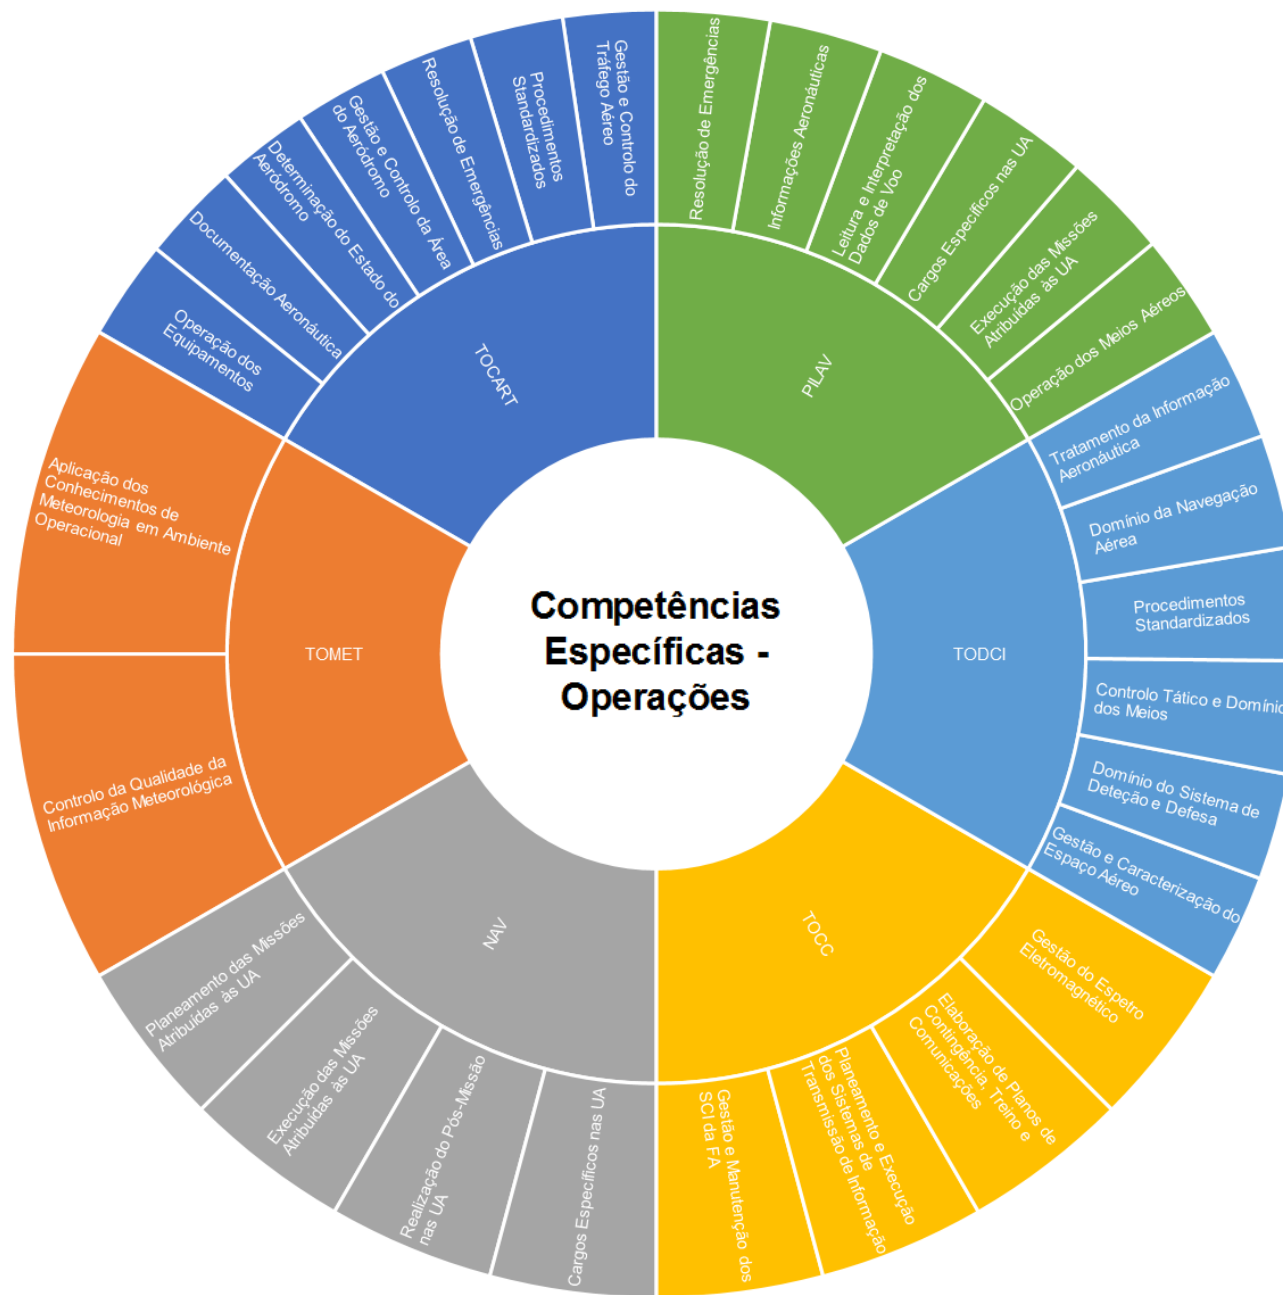 Competências
Específicas -
Operações
PILAV
Resolução de Emergências
Informações Aeronáuticas
Leitura e Interpretação dos
Dados de Voo
Cargos Específicos nas UA
Execução das Missões
Atribuídas às UA
Operação dos Meios Aéreos
TODCI
Tratamento da Informação
Aeronáutica
Domínio da Navegação
Aérea
Procedimentos
Standardizados
Controlo Tático e Domínio
dos Meios
Domínio do Sistema de
Deteção e Defesa
Gestão e Caracterização do
Espaço Aéreo
TOCC
Gestão do Espetro
Eletromagnético
Elaboração de Planos de
Contingência, Treino e
Comunicações
Planeamento e Execução
dos Sistemas de
Transmissão de Informação
Gestão e Manutenção dos
SCI da FA
NAV
Cargos Específicos nas UA
Realização do Pós-Missão
nas UA
Execução das Missões
Atribuídas às UA
Planeamento das Missões
Atribuídas às UA
TOMET
Controlo da Qualidade da
Informação Meteorológica
Aplicação dos
Conhecimentos de
Meteorologia em Ambiente
Operacional
TOCART
Operação dos
Equipamentos
Documentação Aeronáutica
Determinação do Estado do
Aeródromo
Gestão e Controlo da Área
do Aeródromo
Resolução de Emergências
Procedimentos
Standardizados
Gestão e Controlo do
Tráfego Aéreo